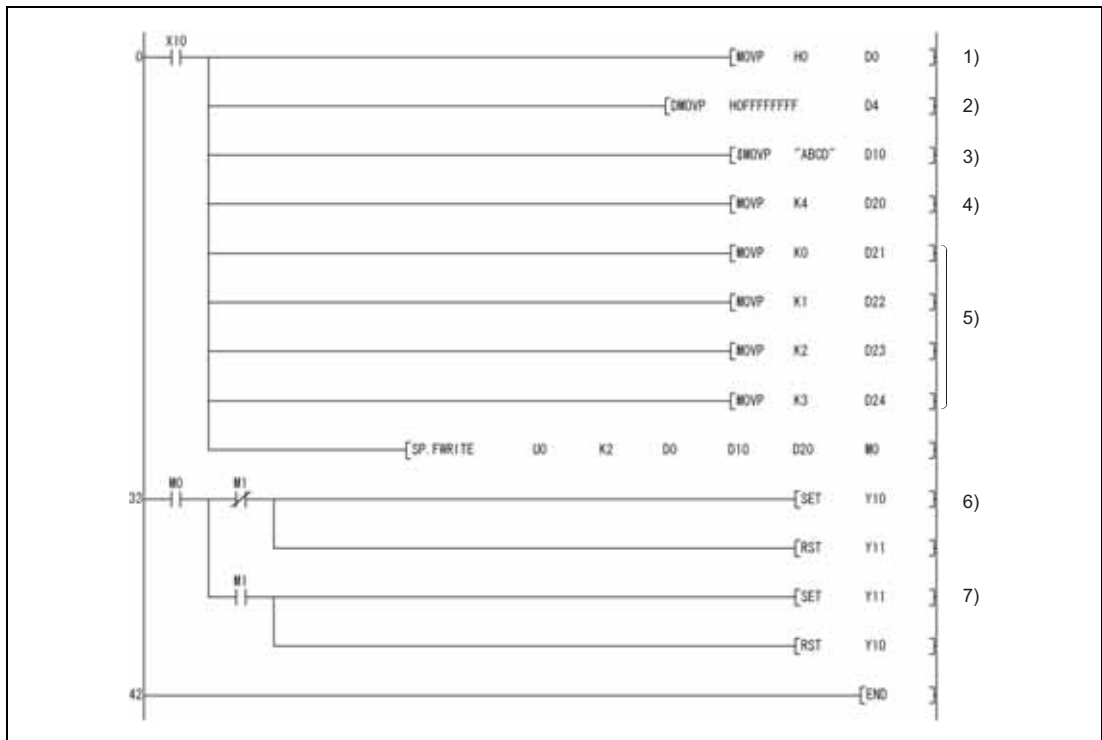 X10
0 [MOVP H0 D0 ] 1)
[DMOVP H0FFFFFFFF D4 ] 2)
[$MOVP "ABCD" D10 ] 3)
[MOVP K4 D20 ] 4)
[MOVP K0 D21 ]
[MOVP K1 D22 ]
5)
[MOVP K2 D23 ]
[MOVP K3 D24 ]
[SP.FWRITE U0 K2 D0 D10 D20 M0 ]
M0 M1
33 [SET Y10 ] 6)
[RST Y11 ]
M1
[SET Y11 ] 7)
[RST Y10 ]
42 [END ]